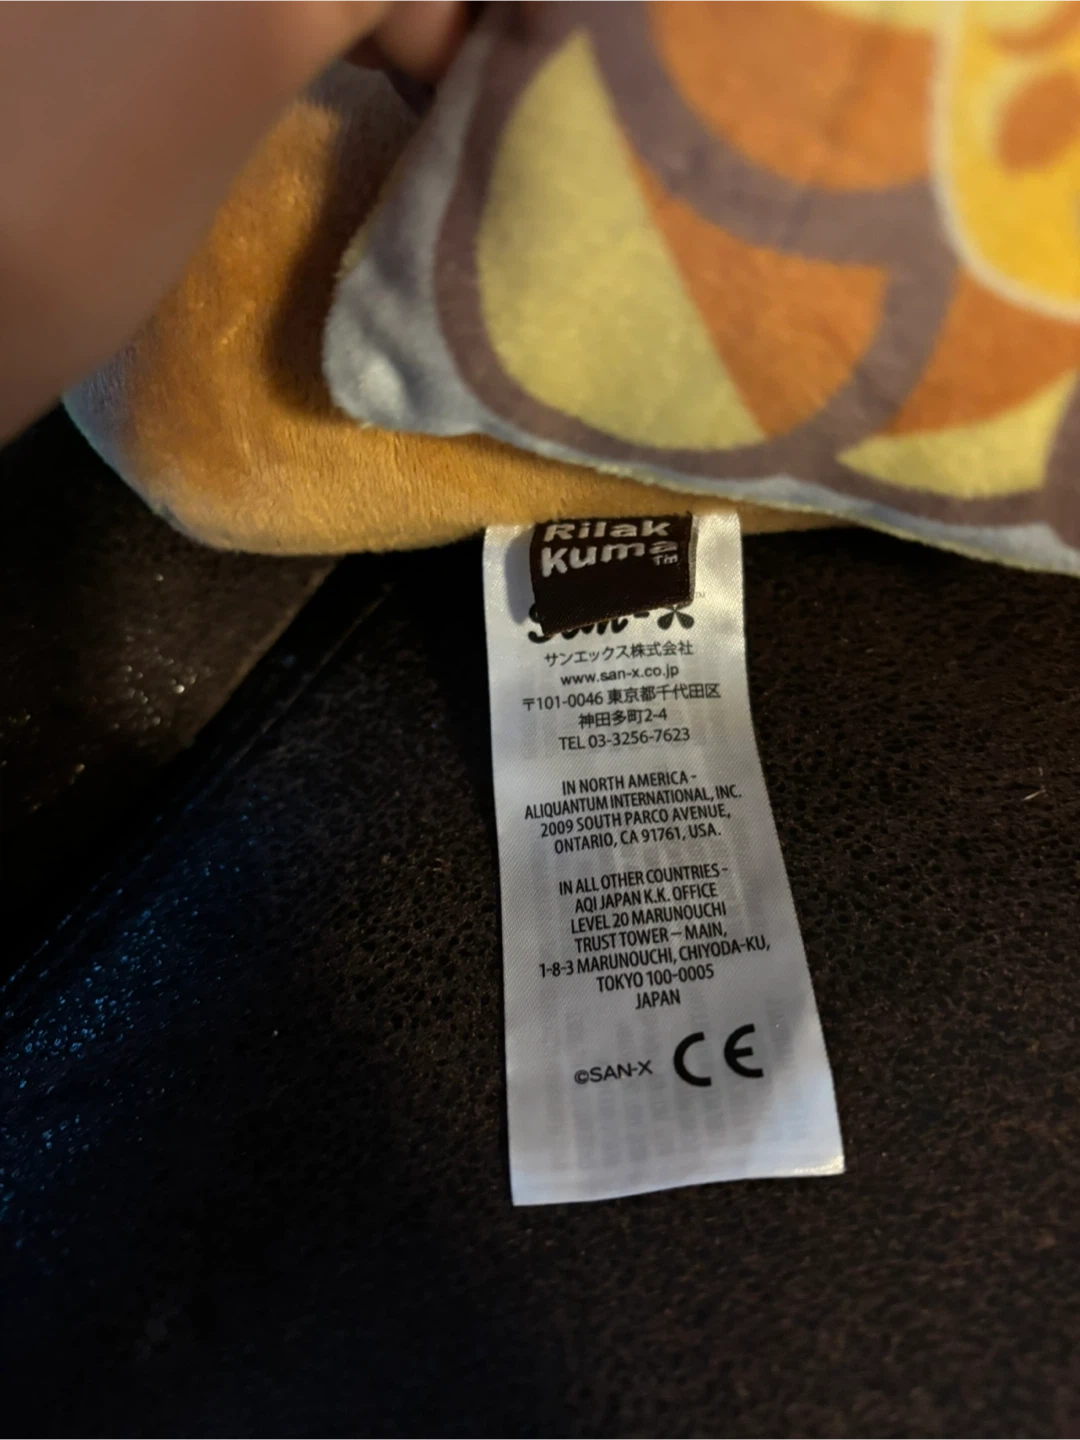 Rilak
Kuma™
San-X™
サンエックス株式会社
www.san-x.co.jp
〒101-0046 東京都千代田区
神田多町2-4
TEL 03-3256-7623
IN NORTH AMERICA -
ALIQUANTUM INTERNATIONAL, INC.
2009 SOUTH PARCO AVENUE,
ONTARIO, CA 91761, USA.
IN ALL OTHER COUNTRIES -
AQI JAPAN K.K. OFFICE
LEVEL 20 MARUNOUCHI
TRUST TOWER – MAIN,
1-8-3 MARUNOUCHI, CHIYODA-KU,
TOKYO 100-0005
JAPAN
©SAN-X CE